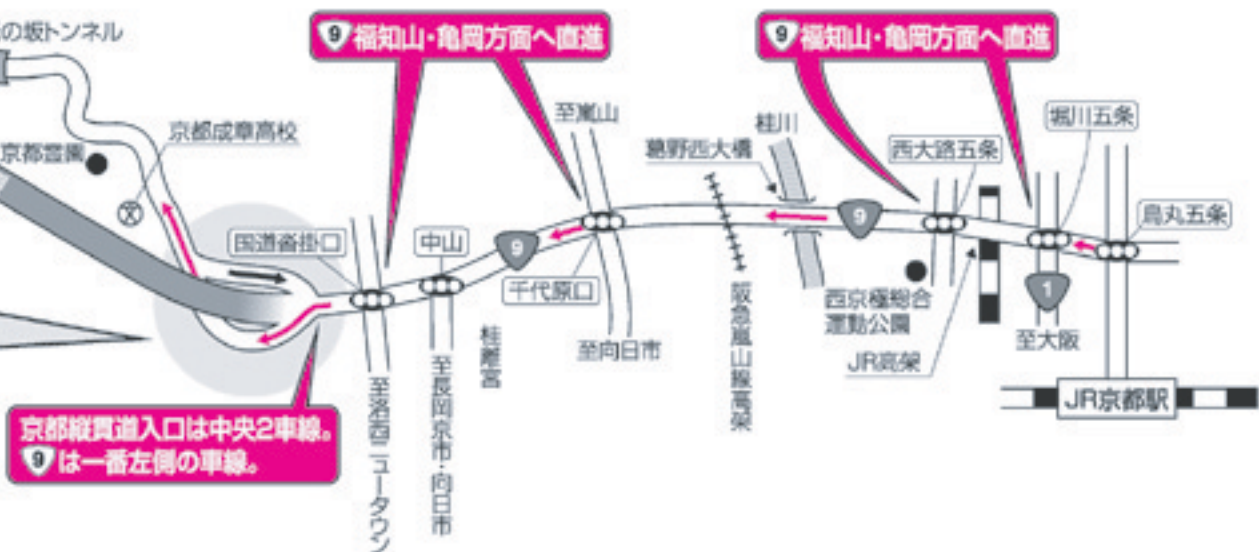 の坂トンネル
9 福知山・亀岡方面へ直進
9 福知山・亀岡方面へ直進
京都成章高校
京都霊園
至嵐山
桂川
葛野西大橋
西大路五条
堀川五条
烏丸五条
国道沓掛口
中山
9
9
千代原口
1
西京極総合
運動公園
JR高架
至大阪
至向日市
桂離宮
阪急嵐山線高架
至長岡京市・向日市
至洛西ニュータウン
JR京都駅
京都縦貫道入口は中央2車線。
9 は一番左側の車線。